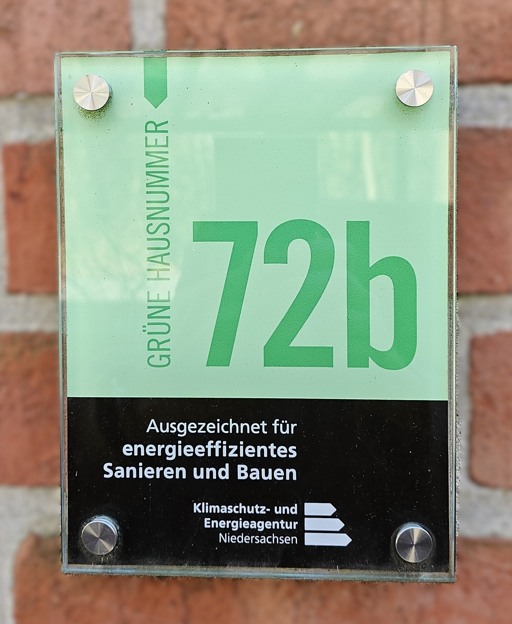 GRÜNE HAUSNUMMER
72b
Ausgezeichnet für
energieeffizientes
Sanieren und Bauen
Klimaschutz- und
Energieagentur
Niedersachsen